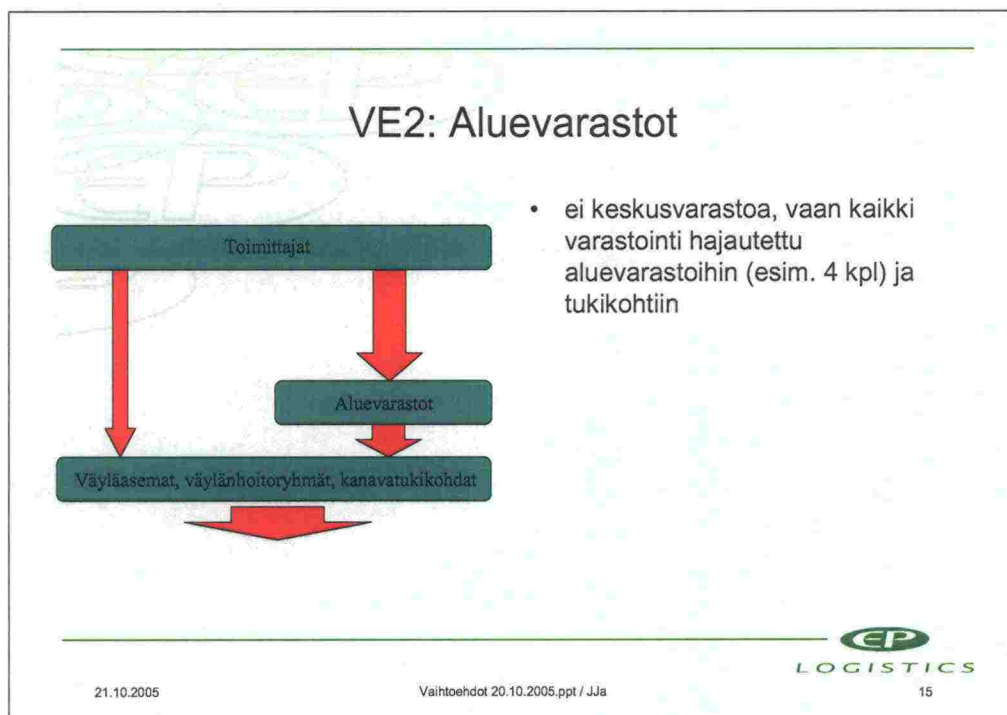 VE2: Aluevarastot
Toimittajat
Aluevarastot
Väyläasemat, väylänhoitoryhmät, kanavatukikohdat
• ei keskusvarastoa, vaan kaikki
varastointi hajautettu
aluevarastoihin (esim. 4 kpl) ja
tukikohtiin
EP
LOGISTICS
21.10.2005
Vaihtoehdot 20.10.2005.ppt / JJa
15